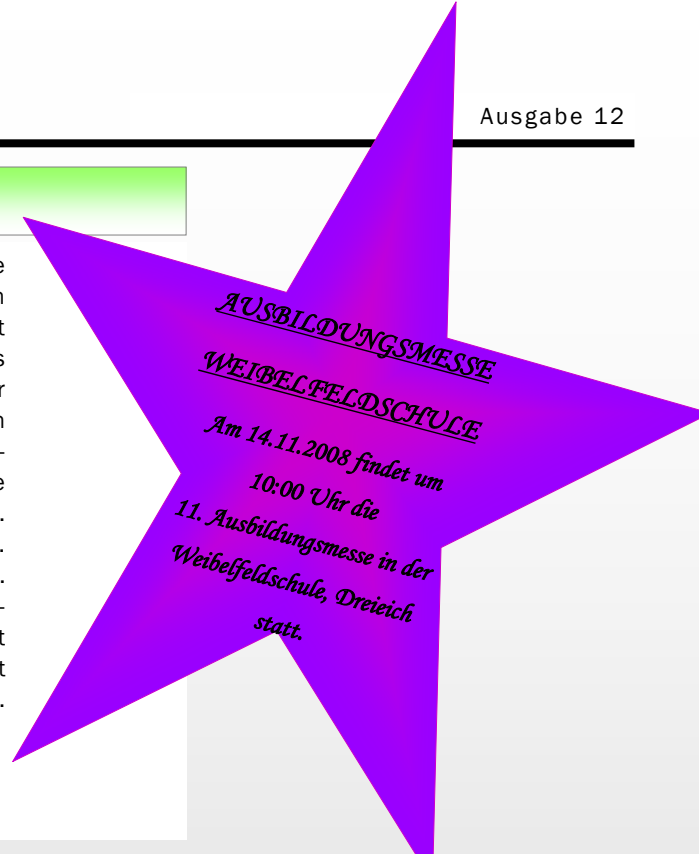 Ausgabe 12
AUSBILDUNGSMESSE
WEIBELFELDSCHULE
Am 14.11.2008 findet um
10:00 Uhr die
11. Ausbildungsmesse in der
Weibelfeldschule, Dreieich
statt.